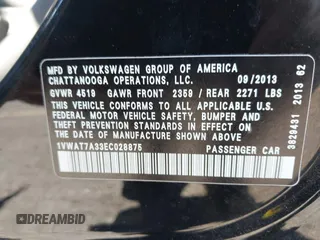 MFD BY VOLKSWAGEN GROUP OF AMERICA
CHATTANOOGA OPERATIONS, LLC. 09/2013
GVWR 4519 GAWR FRONT 2359 / REAR 2271 LBS
THIS CAR CONFORMS TO ALL APPLICABLE U.S.
FEDERAL MOTOR VEHICLE SAFETY, BUMPER AND
THEFT PREVENTION STANDARDS IN EFFECT ON
THE DATE OF MANUFACTURE SHOWN ABOVE
1VWAT7A33EC028875 PASSENGER CAR
3829431 2013 62
DREAMBID